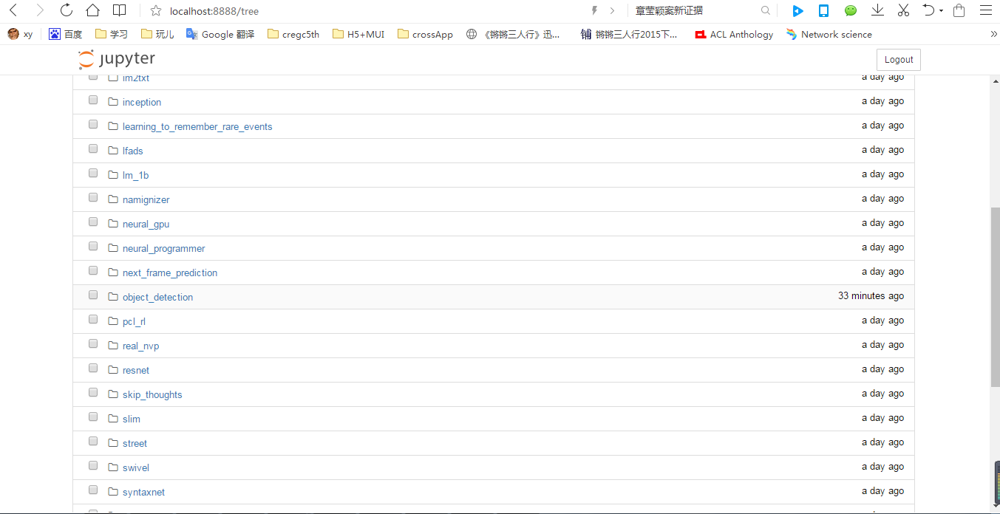 localhost:8888/tree 章莹颖案新证据
xy 百度 学习 玩儿 Google 翻译 cregc5th H5+MUI crossApp 《锵锵三人行》迅... 锵 锵锵三人行2015下... ACL Anthology Network science »
jupyter Logout
im2txt a day ago
inception a day ago
learning_to_remember_rare_events a day ago
lfads a day ago
lm_1b a day ago
namignizer a day ago
neural_gpu a day ago
neural_programmer a day ago
next_frame_prediction a day ago
object_detection 33 minutes ago
pcl_rl a day ago
real_nvp a day ago
resnet a day ago
skip_thoughts a day ago
slim a day ago
street a day ago
swivel a day ago
syntaxnet a day ago